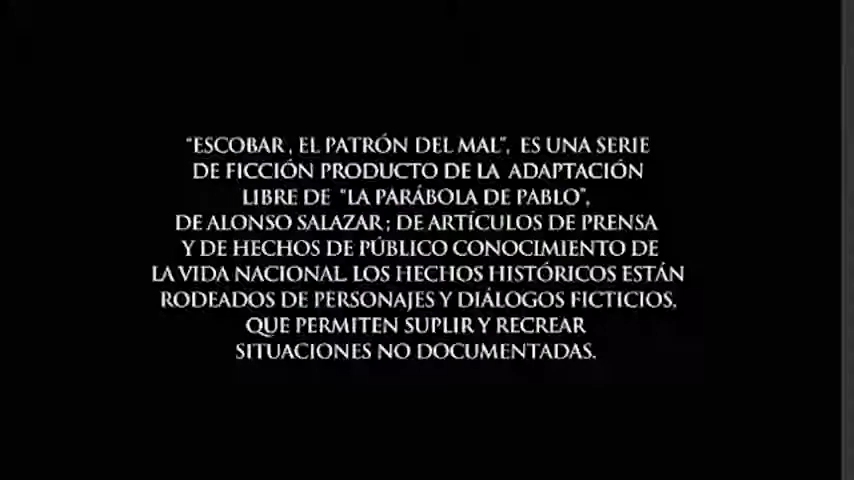 "ESCOBAR, EL PATRÓN DEL MAL", ES UNA SERIE
DE FICCIÓN PRODUCTO DE LA ADAPTACIÓN
LIBRE DE "LA PARÁBOLA DE PABLO",
DE ALONSO SALAZAR; DE ARTÍCULOS DE PRENSA
Y DE HECHOS DE PÚBLICO CONOCIMIENTO DE
LA VIDA NACIONAL. LOS HECHOS HISTÓRICOS ESTÁN
RODEADOS DE PERSONAJES Y DIÁLOGOS FICTICIOS,
QUE PERMITEN SUPLIR Y RECREAR
SITUACIONES NO DOCUMENTADAS.